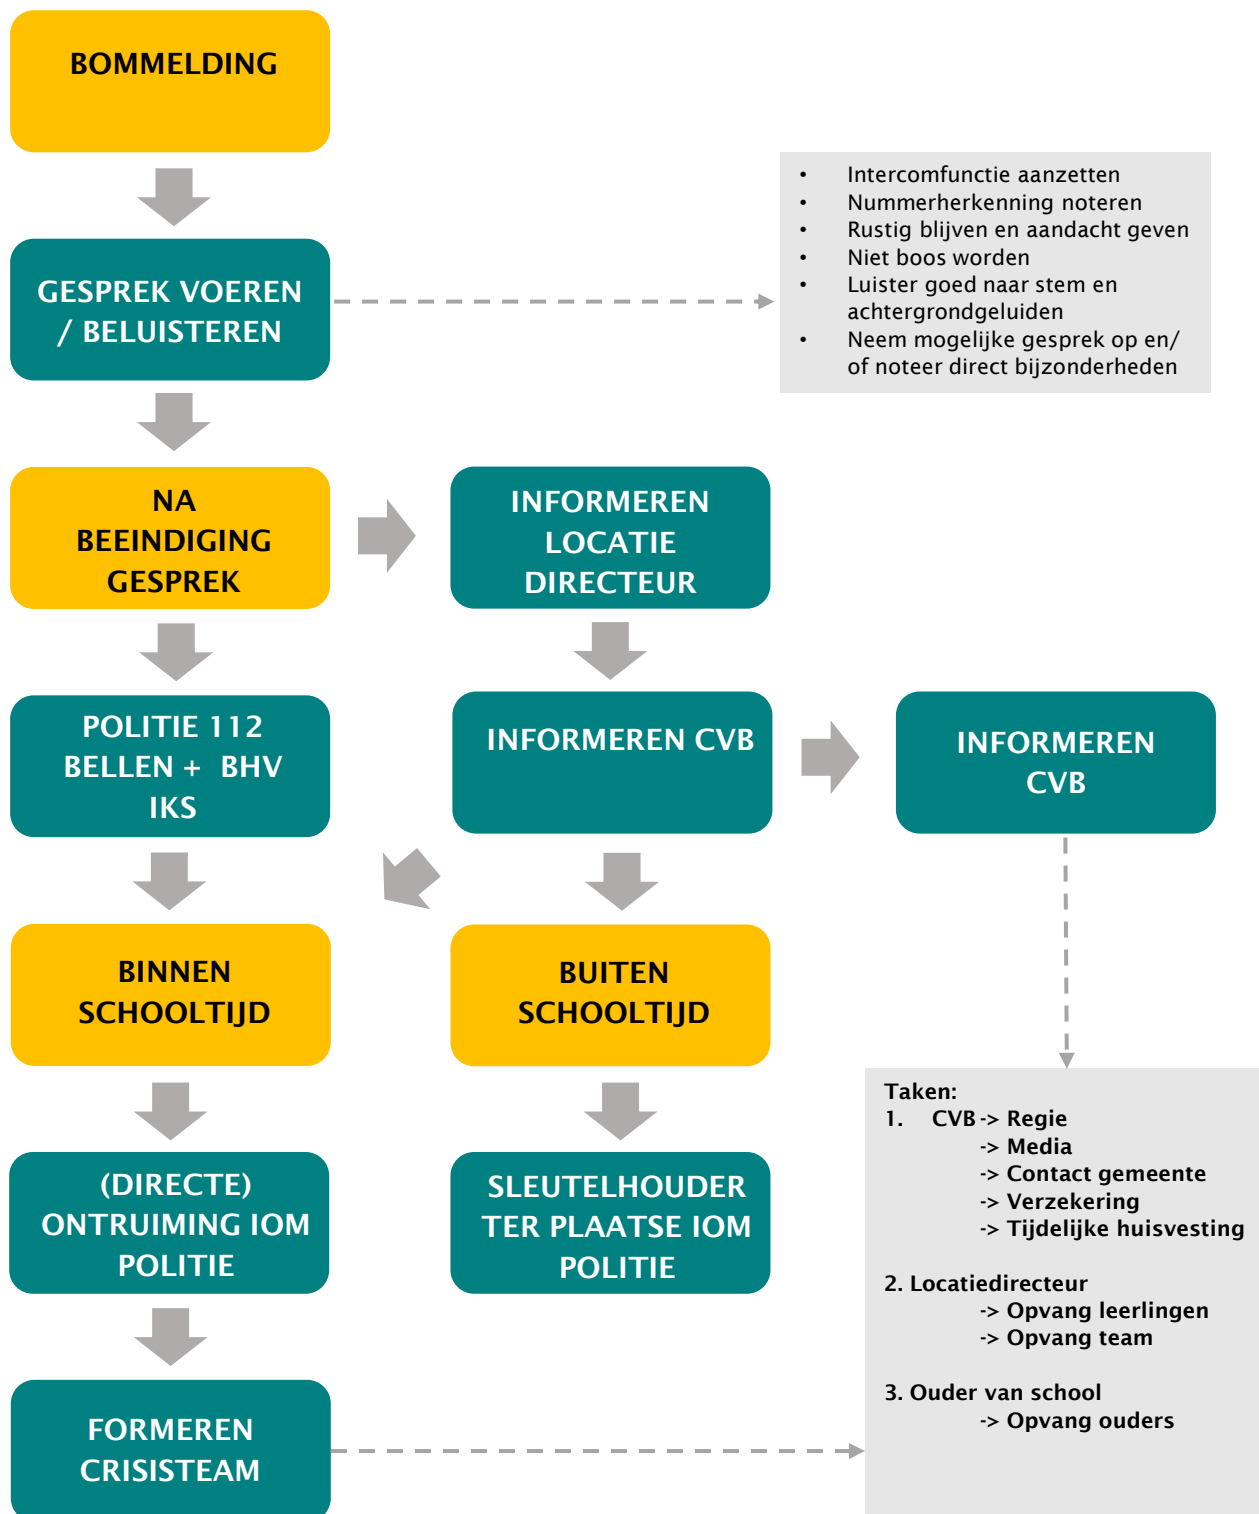 BOMMELDING
• Intercomfunctie aanzetten
• Nummerherkenning noteren
• Rustig blijven en aandacht geven
• Niet boos worden
• Luister goed naar stem en
achtergrondgeluiden
• Neem mogelijke gesprek op en/
of noteer direct bijzonderheden
GESPREK VOEREN
/ BELUISTEREN
NA
BEEINDIGING
GESPREK
INFORMEREN
LOCATIE
DIRECTEUR
POLITIE 112
BELLEN + BHV
IKS
INFORMEREN CVB
INFORMEREN
CVB
BINNEN
SCHOOLTIJD
BUITEN
SCHOOLTIJD
(DIRECTE)
ONTRUIMING IOM
POLITIE
SLEUTELHOUDER
TER PLAATSE IOM
POLITIE
Taken:
1. CVB -> Regie
-> Media
-> Contact gemeente
-> Verzekering
-> Tijdelijke huisvesting
2. Locatiedirecteur
-> Opvang leerlingen
-> Opvang team
3. Ouder van school
-> Opvang ouders
FORMEREN
CRISISTEAM